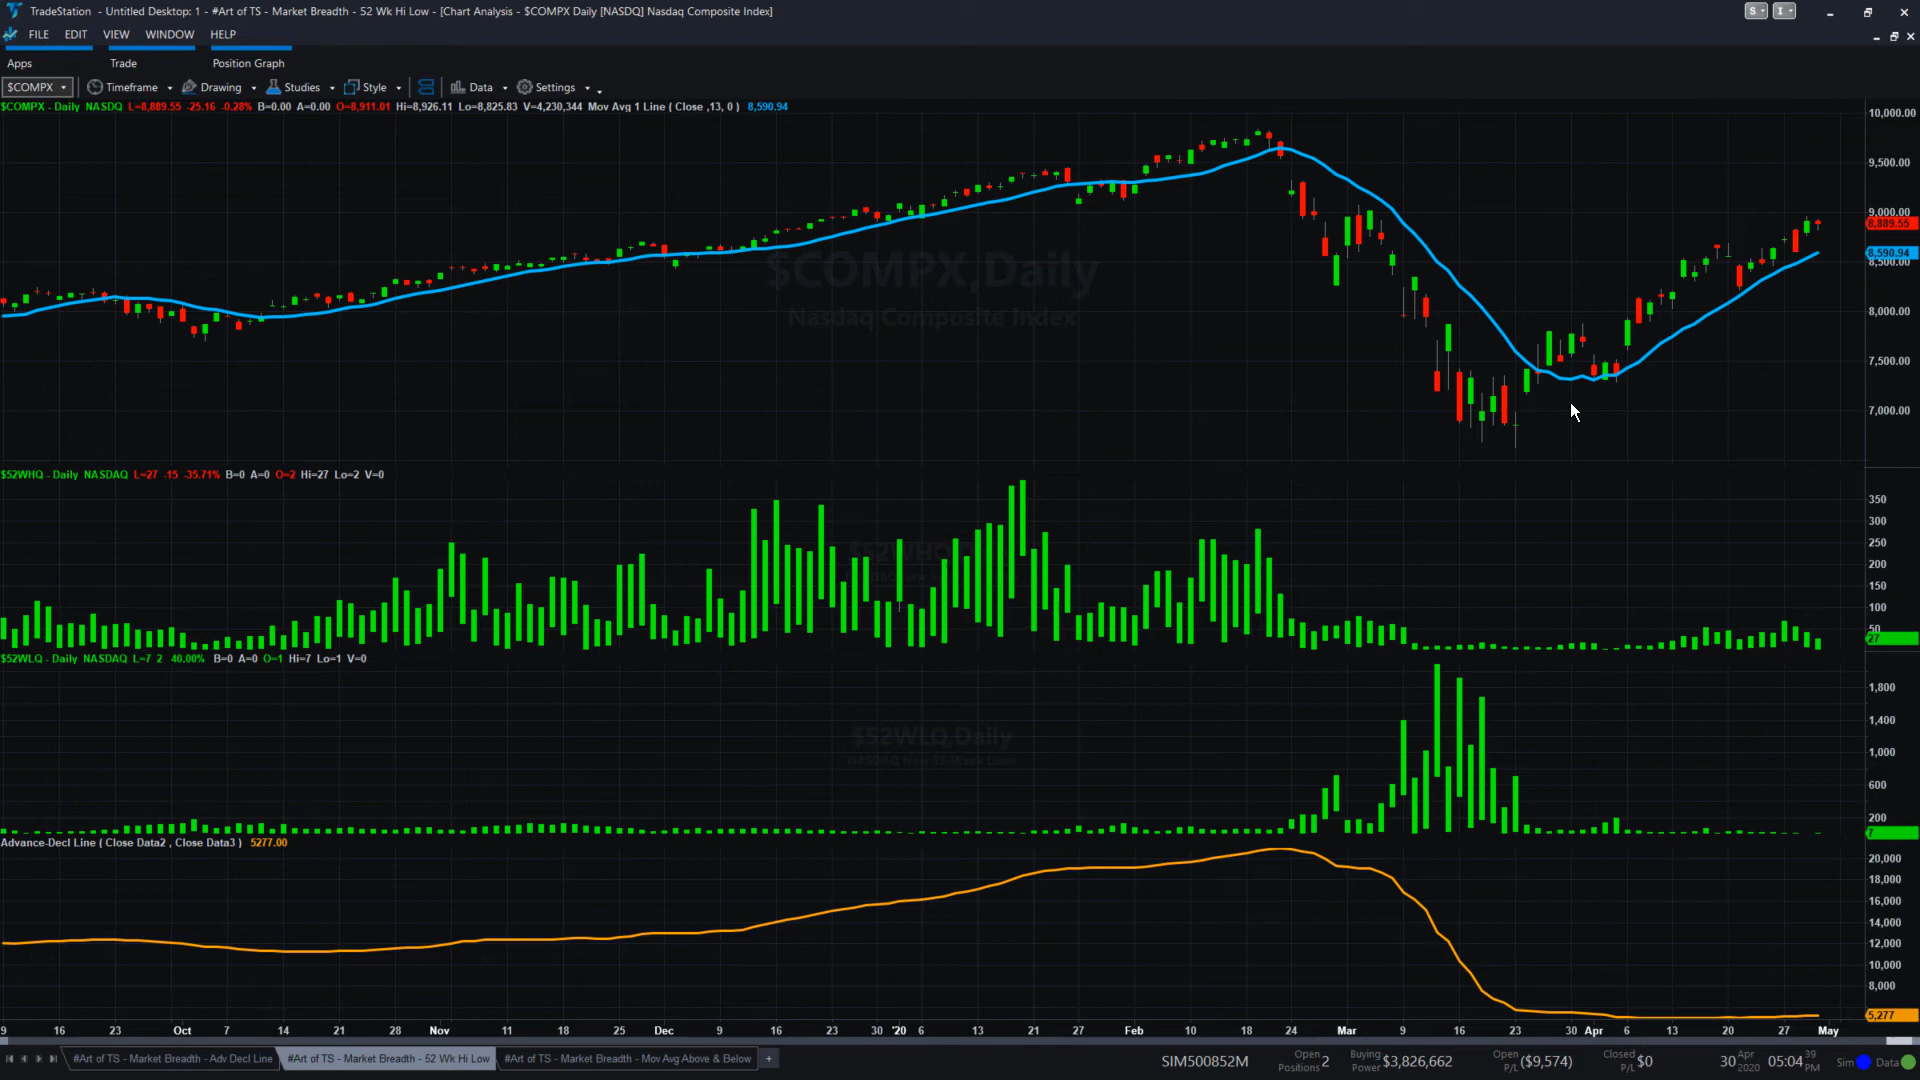 TradeStation - Untitled Desktop: 1 - #Art of TS - Market Breadth - 52 Wk Hi Low - [Chart Analysis - $COMPX Daily [NASDQ] Nasdaq Composite Index]
S I
FILE EDIT VIEW WINDOW HELP
Apps Trade Position Graph
$COMPX Timeframe Drawing Studies Style Data Settings
$COMPX - Daily NASDQ L=8,889.55 -25.16 -0.28% B=0.00 A=0.00 O=8,911.01 Hi=8,926.11 Lo=8,825.83 V=4,230,344 Mov Avg 1 Line ( Close ,13, 0 ) 8,590.94
10,000.00
9,500.00
9,000.00
8,889.55
8,590.94
8,500.00
$COMPX,Daily
Nasdaq Composite Index
8,000.00
7,500.00
7,000.00
$52WHQ - Daily NASDAQ L=27 -15 -35.71% B=0 A=0 O=2 Hi=27 Lo=2 V=0
350
300
250
200
150
100
50
27
$52WLQ - Daily NASDAQ L=7 2 40.00% B=0 A=0 O=1 Hi=7 Lo=1 V=0
1,800
1,400
$52WLQ,Daily
1,000
600
200
7
Advance-Decl Line ( Close Data2 , Close Data3 ) 5277.00
20,000
18,000
16,000
14,000
12,000
10,000
8,000
5,277
9 16 23 Oct 7 14 21 28 Nov 11 18 25 Dec 9 16 23 30 '20 6 13 21 27 Feb 10 18 24 Mar 9 16 23 30 Apr 6 13 20 27 May
#Art of TS - Market Breadth - Adv Decl Line #Art of TS - Market Breadth - 52 Wk Hi Low #Art of TS - Market Breadth - Mov Avg Above & Below +
SIM500852M Open Positions 2 Buying Power $3,826,662 Open P/L ($9,574) Closed P/L $0 30 Apr 2020 05:04 39 PM Sim Data